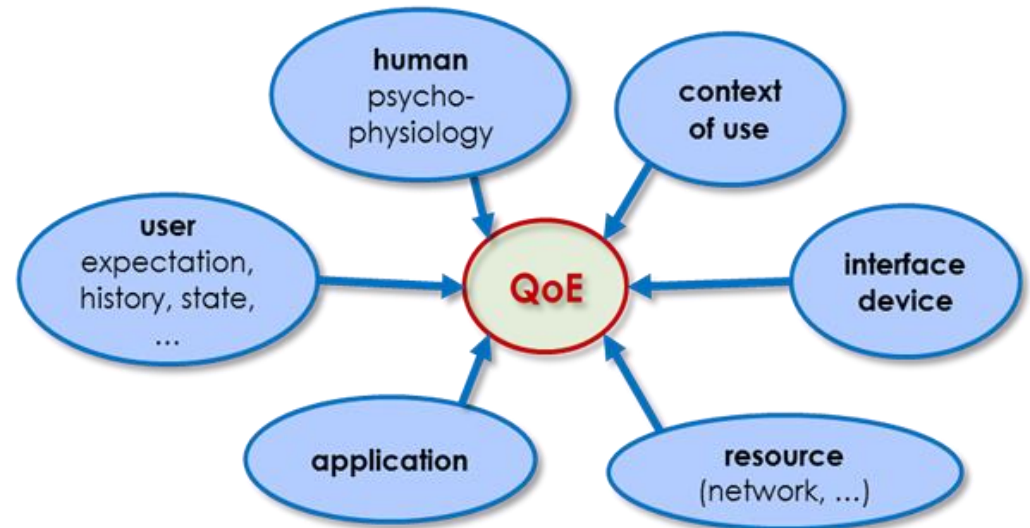 human
psycho-
physiology
context
of use
user
expectation,
history, state,
...
QoE
interface
device
application
resource
(network, ...)